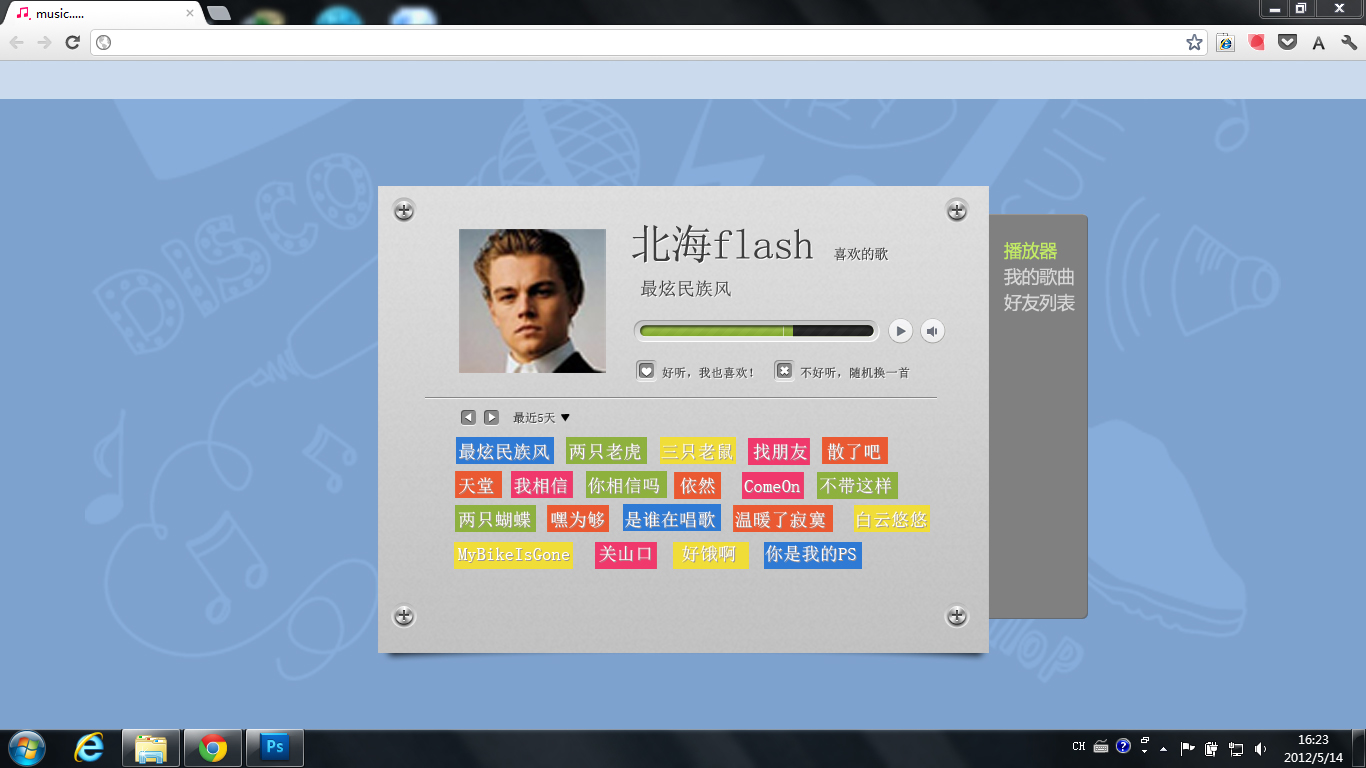 music.....
A
DISCO
北海flash 喜欢的歌
最炫民族风
好听，我也喜欢！ 不好听，随机换一首
播放器
我的歌曲
好友列表
最近5天
最炫民族风 两只老虎 三只老鼠 找朋友 散了吧
天堂 我相信 你相信吗 依然 ComeOn 不带这样
两只蝴蝶 嘿为够 是谁在唱歌 温暖了寂寞 白云悠悠
MyBikeIsGone 关山口 好饿啊 你是我的PS
Ps
CH
16:23
2012/5/14